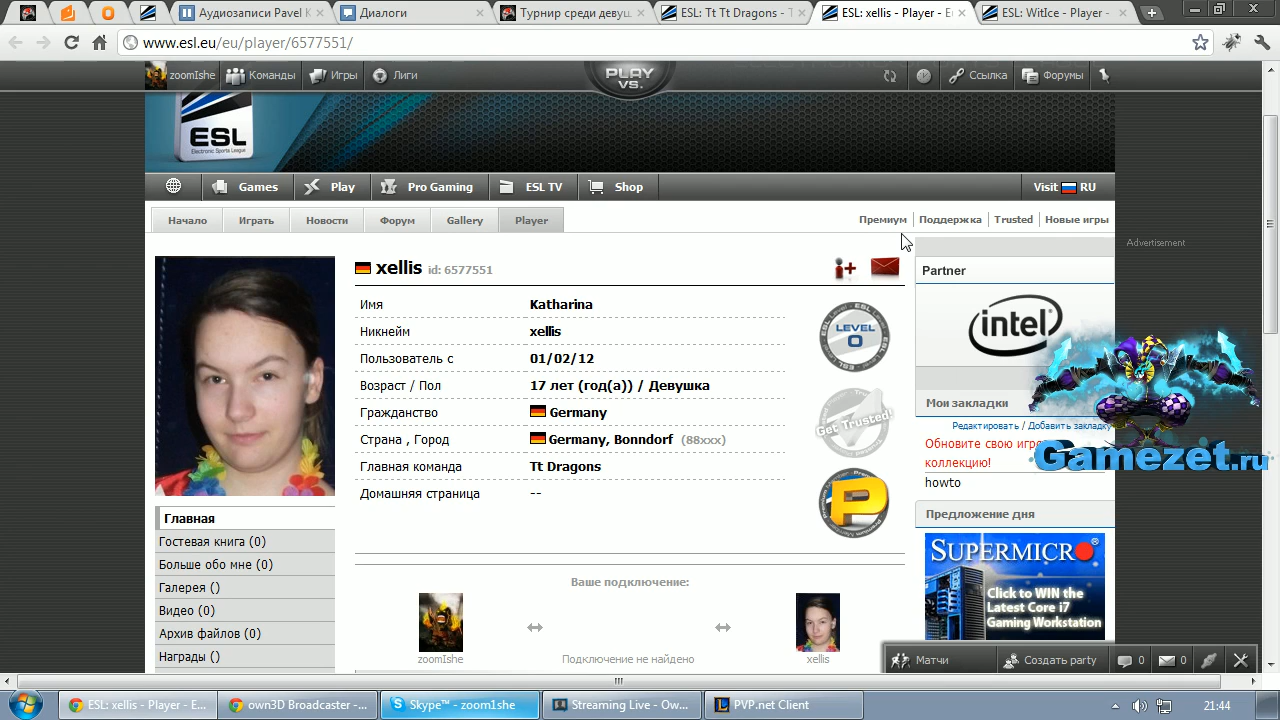 Аудиозаписи Pavel K
Диалоги
Турнир среди девуш
ESL: Tt Tt Dragons - T
ESL: xellis - Player - E
ESL: WitIce - Player -
www.esl.eu/eu/player/6577551/
zoom1she Команды Игры Лиги
PLAY VS.
Ссылка Форумы
ESL
Electronic Sports League
Games Play Pro Gaming ESL TV Shop Visit RU
Начало Играть Новости Форум Gallery Player
Премиум Поддержка Trusted Новые игры
Advertisement
xellis id: 6577551
Имя Katharina
Никнейм xellis
Пользователь с 01/02/12
Возраст / Пол 17 лет (год(а)) / Девушка
Гражданство Germany
Страна , Город Germany, Bonndorf (88xxx)
Главная команда Tt Dragons
Домашняя страница --
LEVEL 0
Get Trusted!
P
Partner
intel
Мои закладки
Редактировать / Добавить закладку
Обновите свою игро
коллекцию!
howto
Gamezet.ru
Предложение дня
SUPERMICRO®
Click to WIN the
Latest Core i7
Gaming Workstation
Главная
Гостевая книга (0)
Больше обо мне (0)
Галерея ()
Видео (0)
Архив файлов (0)
Награды ()
Ваше подключение:
zoom1she Подключение не найдено xellis
Матчи Создать party 0 0
ESL: xellis - Player - E...
own3D Broadcaster -...
Skype™ - zoom1she
Streaming Live - Ow...
PVP.net Client
21:44